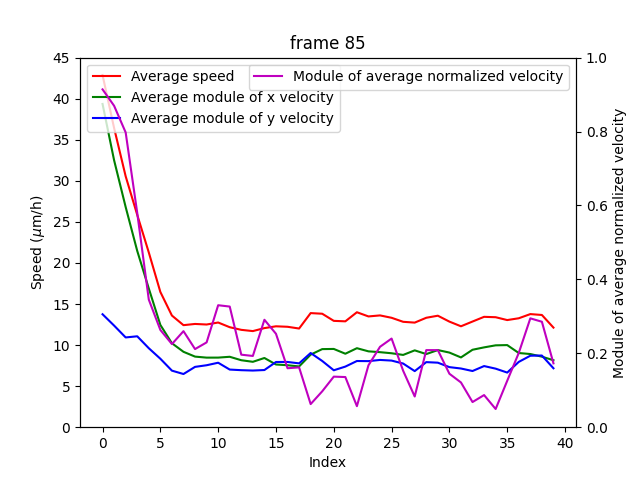 frame 85
Average speed
Average module of x velocity
Average module of y velocity
Module of average normalized velocity
45
40
35
30
25
20
15
10
5
0
Speed (μm/h)
1.0
0.8
0.6
0.4
0.2
0.0
Module of average normalized velocity
0 5 10 15 20 25 30 35 40
Index